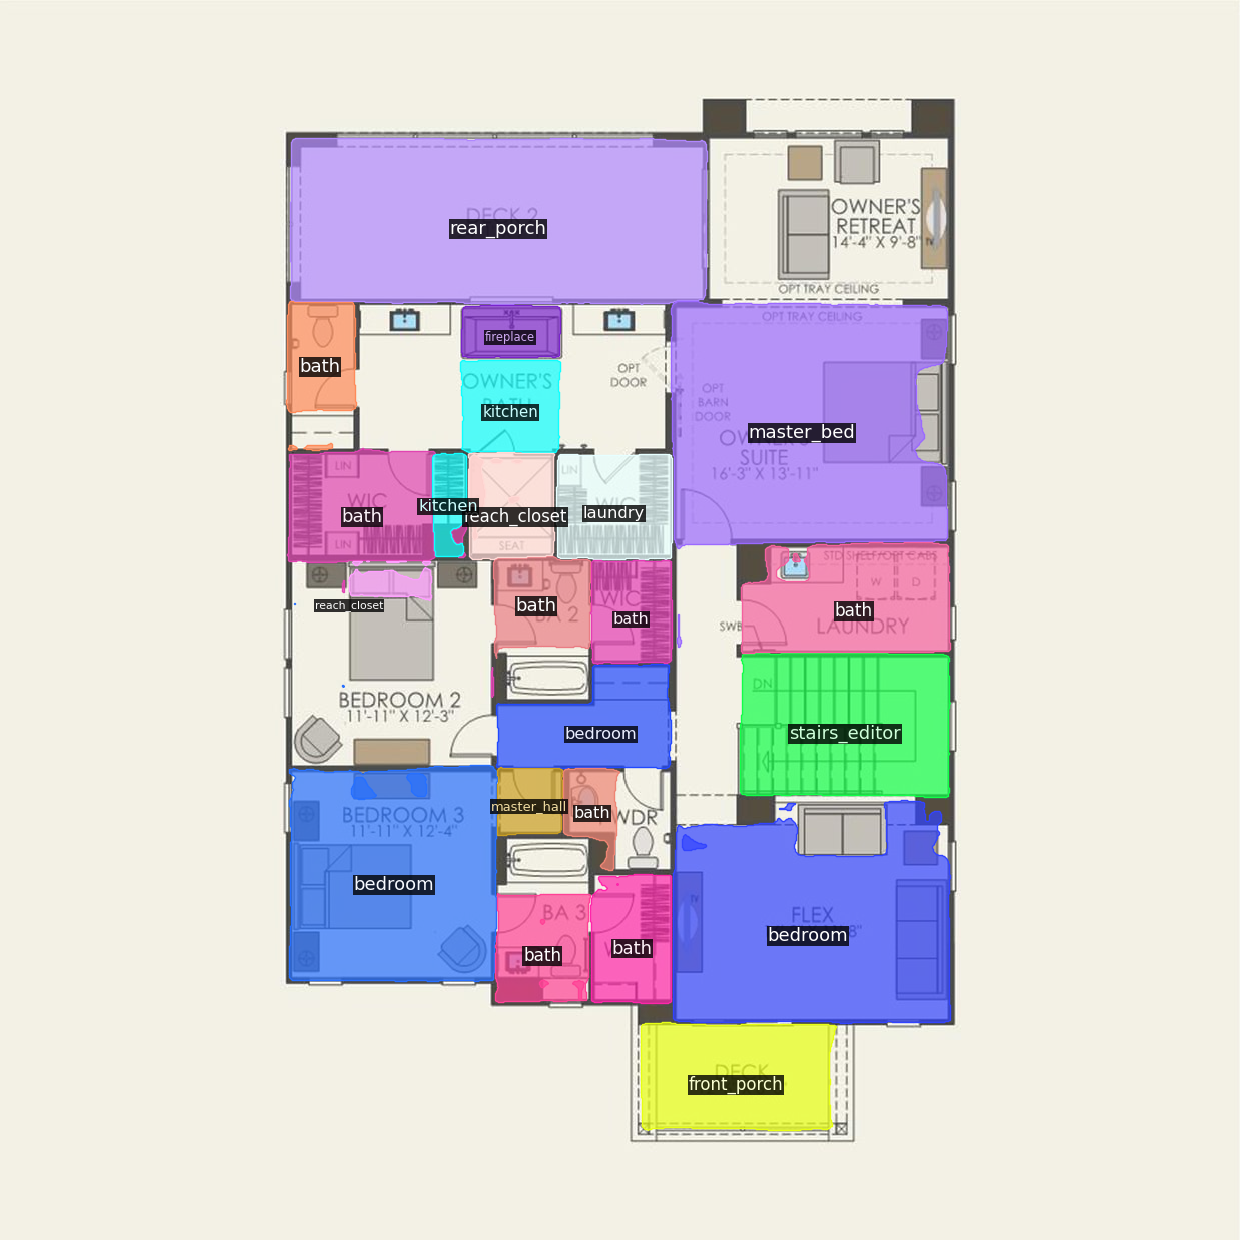 DECK 2
rear_porch
OWNER'S
RETREAT
14'-4" X 9'-8"
TV
OPT TRAY CEILING
OPT TRAY CEILING
fireplace
bath
OWNER'S
kitchen
OPT
DOOR
OPT
BARN
DOOR
master_bed
SUITE
16'-3" X 13'-11"
LIN
WIC
bath
LIN
kitchen
reach_closet
SEAT
LIN
WIC
laundry
STD SHELF/OPT CABS
W
D
bath
LAUNDRY
reach_closet
bath
BA 2
WIC
bath
SWB
BEDROOM 2
11'-11" X 12'-3"
bedroom
DN
stairs_editor
BEDROOM 3
11'-11" X 12'-4"
bedroom
master_hall
bath
PWDR
BA 3
bath
bath
TV
FLEX
bedroom
DECK
front_porch